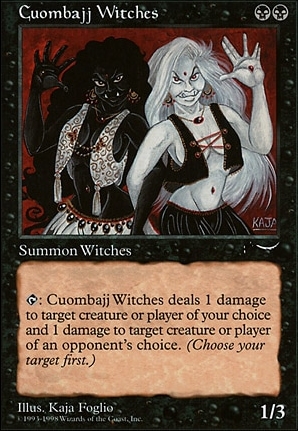 Cuombajj Witches
KAJA
Summon Witches
: Cuombajj Witches deals 1 damage
to target creature or player of your choice
and 1 damage to target creature or player
of an opponent's choice. (Choose your
target first.)
Illus. Kaja Foglio
© 1993-1998 Wizards of the Coast, Inc.
1/3